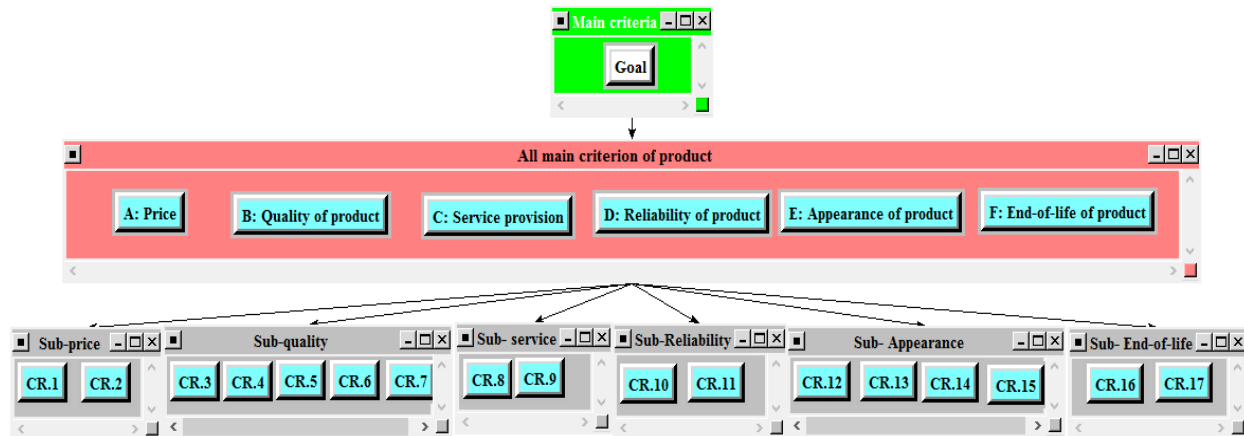 Main criteria
Goal
All main criterion of product
A: Price
B: Quality of product
C: Service provision
D: Reliability of product
E: Appearance of product
F: End-of-life of product
Sub-price
CR.1
CR.2
Sub-quality
CR.3
CR.4
CR.5
CR.6
CR.7
Sub- service
CR.8
CR.9
Sub-Reliability
CR.10
CR.11
Sub- Appearance
CR.12
CR.13
CR.14
CR.15
Sub- End-of-life
CR.16
CR.17